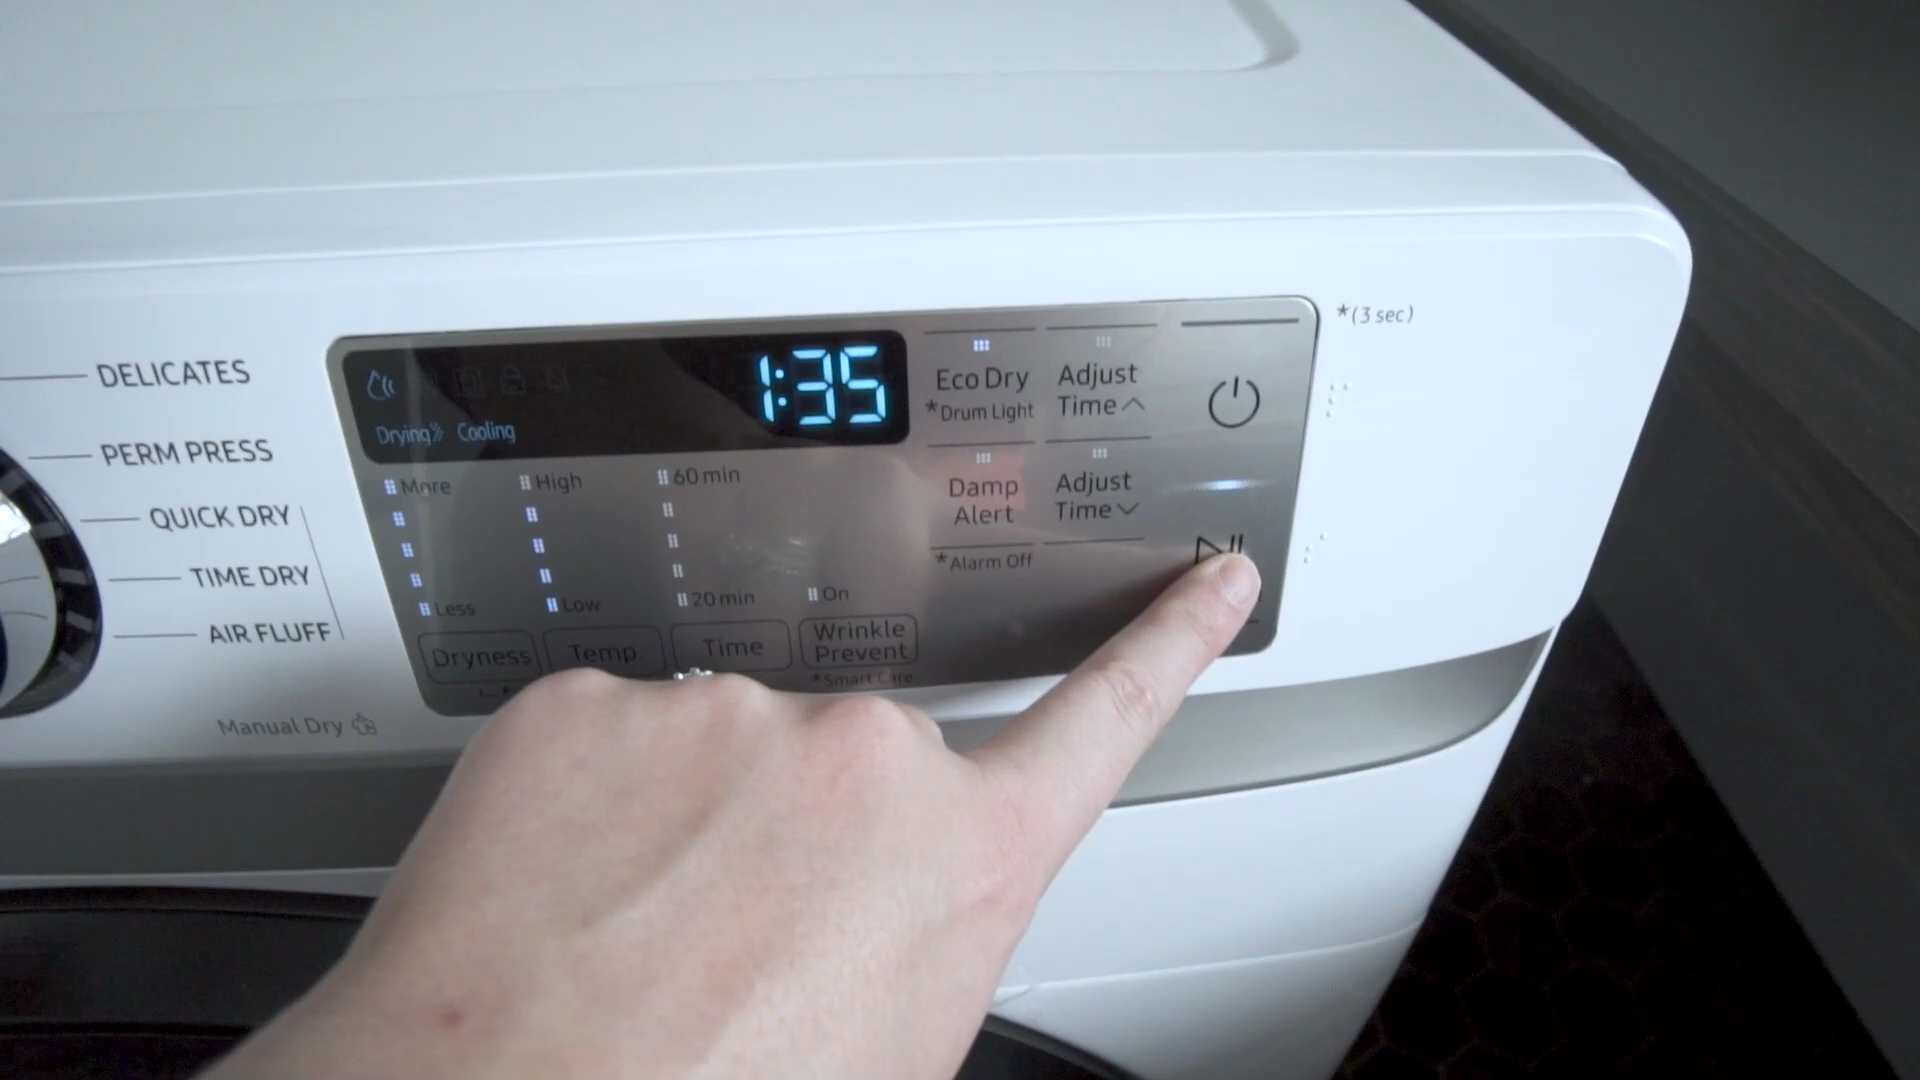 DELICATES
PERM PRESS
QUICK DRY
TIME DRY
AIR FLUFF
Manual Dry
1:35
Drying Cooling
More
High
60 min
Less
Low
20 min
On
Dryness
Temp.
Time
Wrinkle
Prevent
*Smart Care
Eco Dry
*Drum Light
Adjust
Time
Damp
Alert
*Alarm Off
Adjust
Time
*(3 sec)